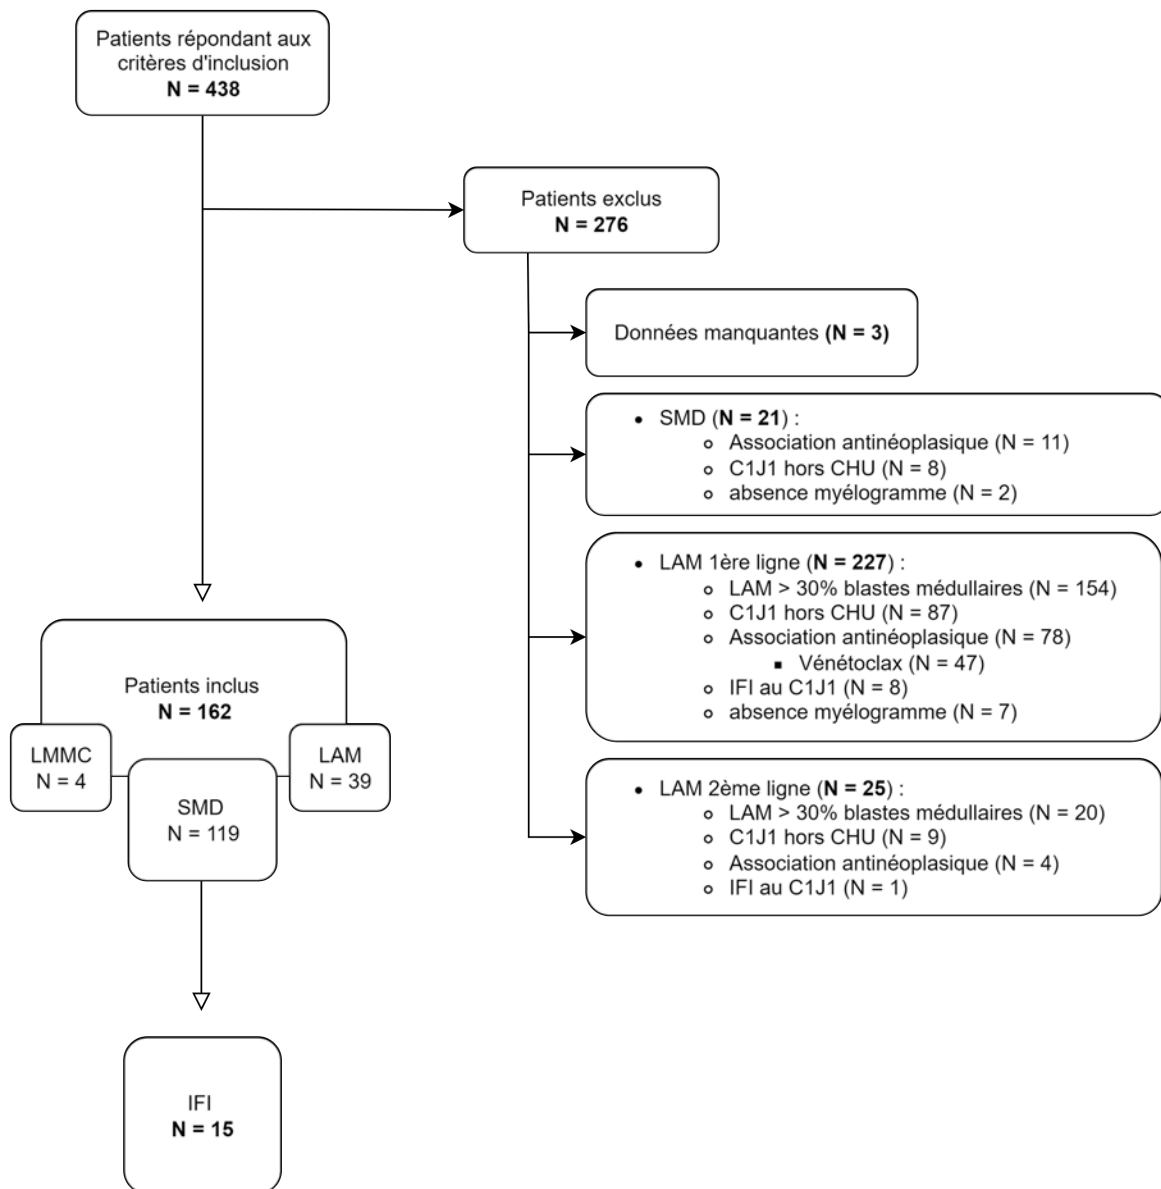 Patients répondant aux
critères d'inclusion
N = 438
Patients exclus
N = 276
Données manquantes (N = 3)
• SMD (N = 21) :
o Association antinéoplasique (N = 11)
o C1J1 hors CHU (N = 8)
o absence myélogramme (N = 2)
• LAM 1ère ligne (N = 227) :
o LAM > 30% blastes médullaires (N = 154)
o C1J1 hors CHU (N = 87)
o Association antinéoplasique (N = 78)
▪ Vénétoclax (N = 47)
o IFI au C1J1 (N = 8)
o absence myélogramme (N = 7)
• LAM 2ème ligne (N = 25) :
o LAM > 30% blastes médullaires (N = 20)
o C1J1 hors CHU (N = 9)
o Association antinéoplasique (N = 4)
o IFI au C1J1 (N = 1)
Patients inclus
N = 162
LMMC
N = 4
SMD
N = 119
LAM
N = 39
IFI
N = 15